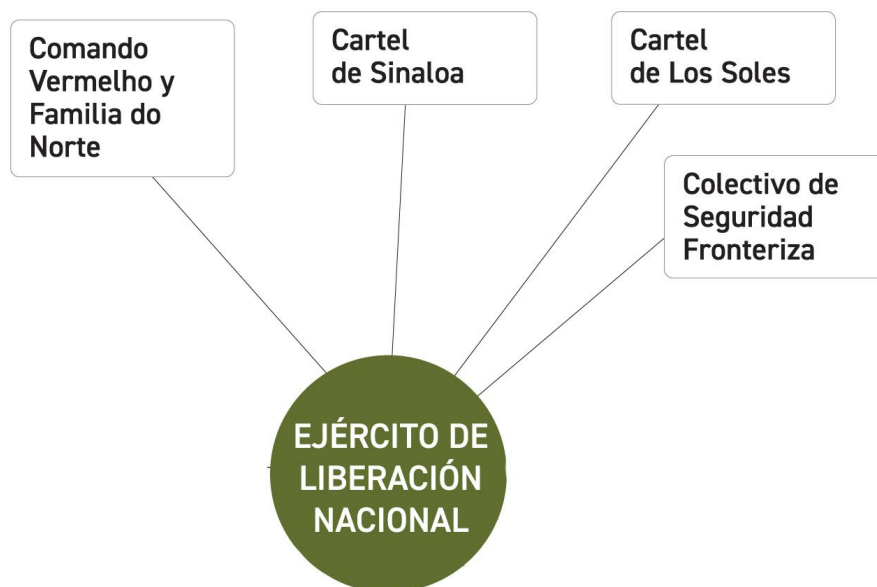 Comando
Vermelho y
Familia do
Norte
Cartel
de Sinaloa
Cartel
de Los Soles
Colectivo de
Seguridad
Fronteriza
EJÉRCITO DE
LIBERACIÓN
NACIONAL